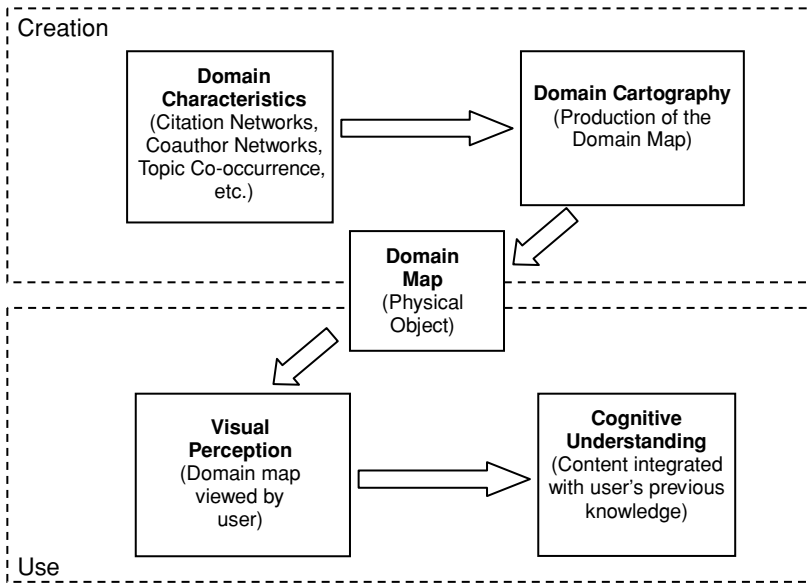 Creation
Domain
Characteristics
(Citation Networks,
Coauthor Networks,
Topic Co-occurrence,
etc.)
Domain Cartography
(Production of the
Domain Map)
Domain
Map
(Physical
Object)
Visual
Perception
(Domain map
viewed by
user)
Cognitive
Understanding
(Content integrated
with user's previous
knowledge)
Use